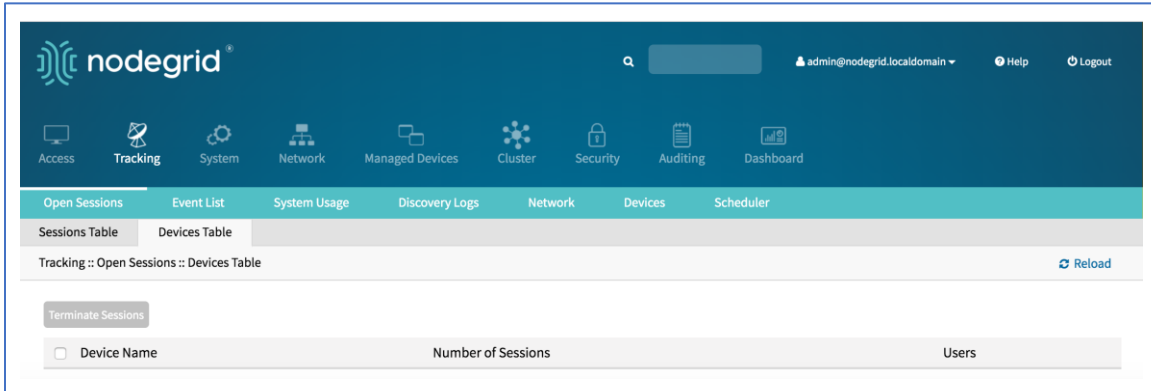 nodegrid®
admin@nodegrid.localdomain Help Logout
Access Tracking System Network Managed Devices Cluster Security Auditing Dashboard
Open Sessions Event List System Usage Discovery Logs Network Devices Scheduler
Sessions Table Devices Table
Tracking :: Open Sessions :: Devices Table Reload
Terminate Sessions
Device Name Number of Sessions Users